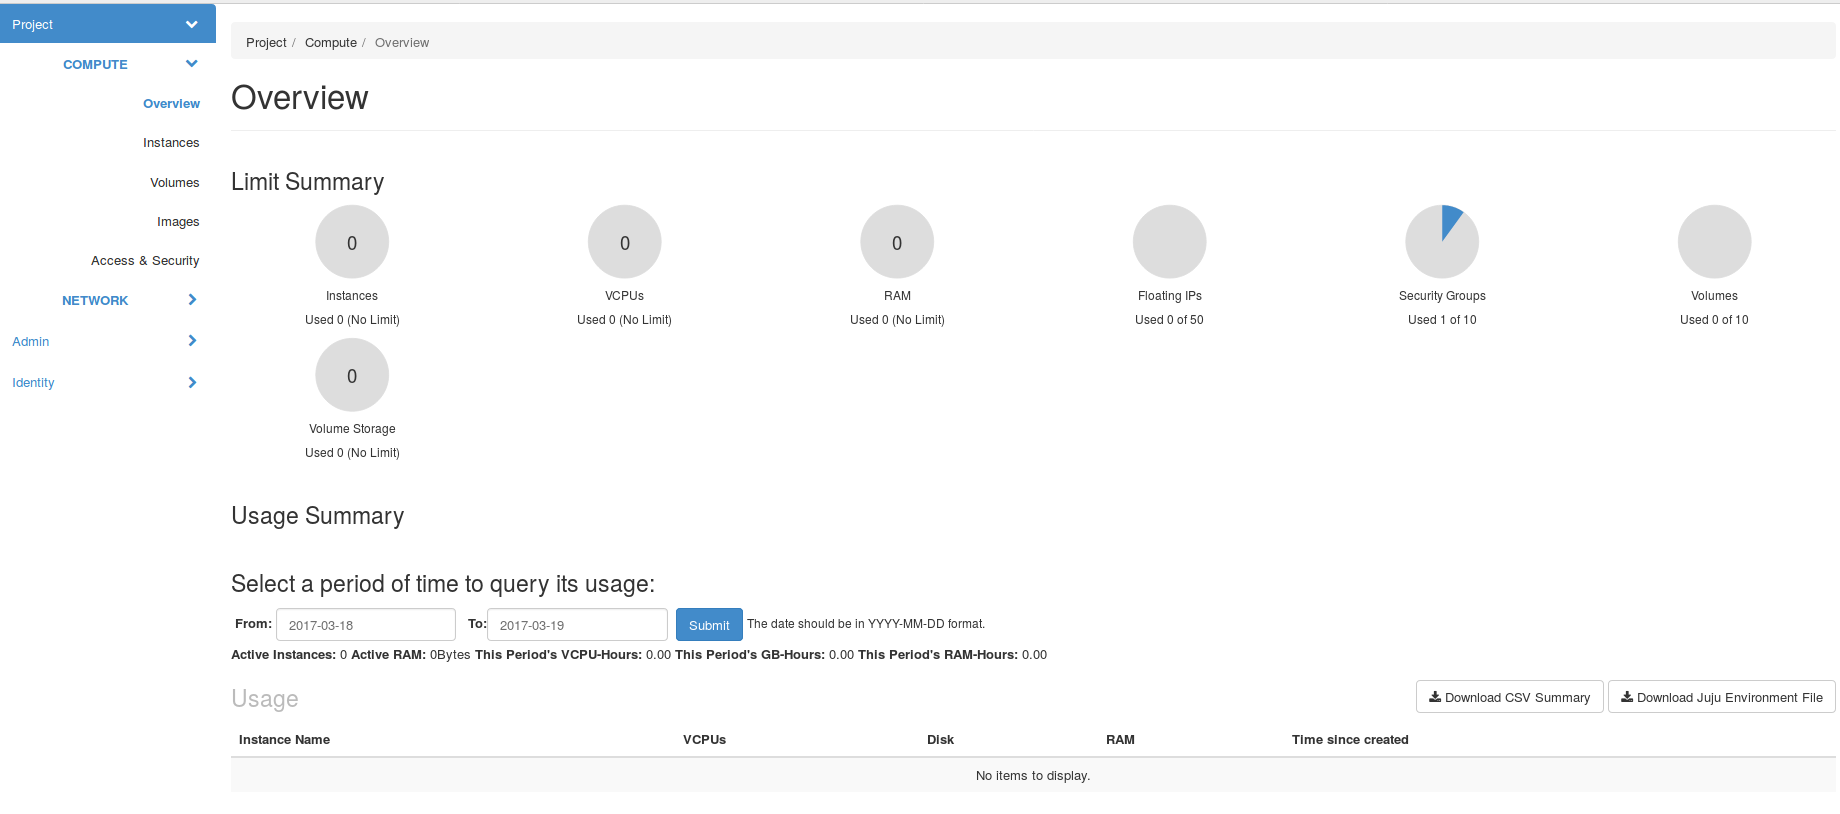 Project
COMPUTE
Overview
Instances
Volumes
Images
Access & Security
NETWORK
Admin
Identity
Project / Compute / Overview
Overview
Limit Summary
0
Instances
Used 0 (No Limit)
0
VCPUs
Used 0 (No Limit)
0
RAM
Used 0 (No Limit)
Floating IPs
Used 0 of 50
Security Groups
Used 1 of 10
Volumes
Used 0 of 10
0
Volume Storage
Used 0 (No Limit)
Usage Summary
Select a period of time to query its usage:
From: 2017-03-18 To: 2017-03-19 Submit The date should be in YYYY-MM-DD format.
Active Instances: 0 Active RAM: 0Bytes This Period's VCPU-Hours: 0.00 This Period's GB-Hours: 0.00 This Period's RAM-Hours: 0.00
Usage
Download CSV Summary Download Juju Environment File
Instance Name VCPUs Disk RAM Time since created
No items to display.